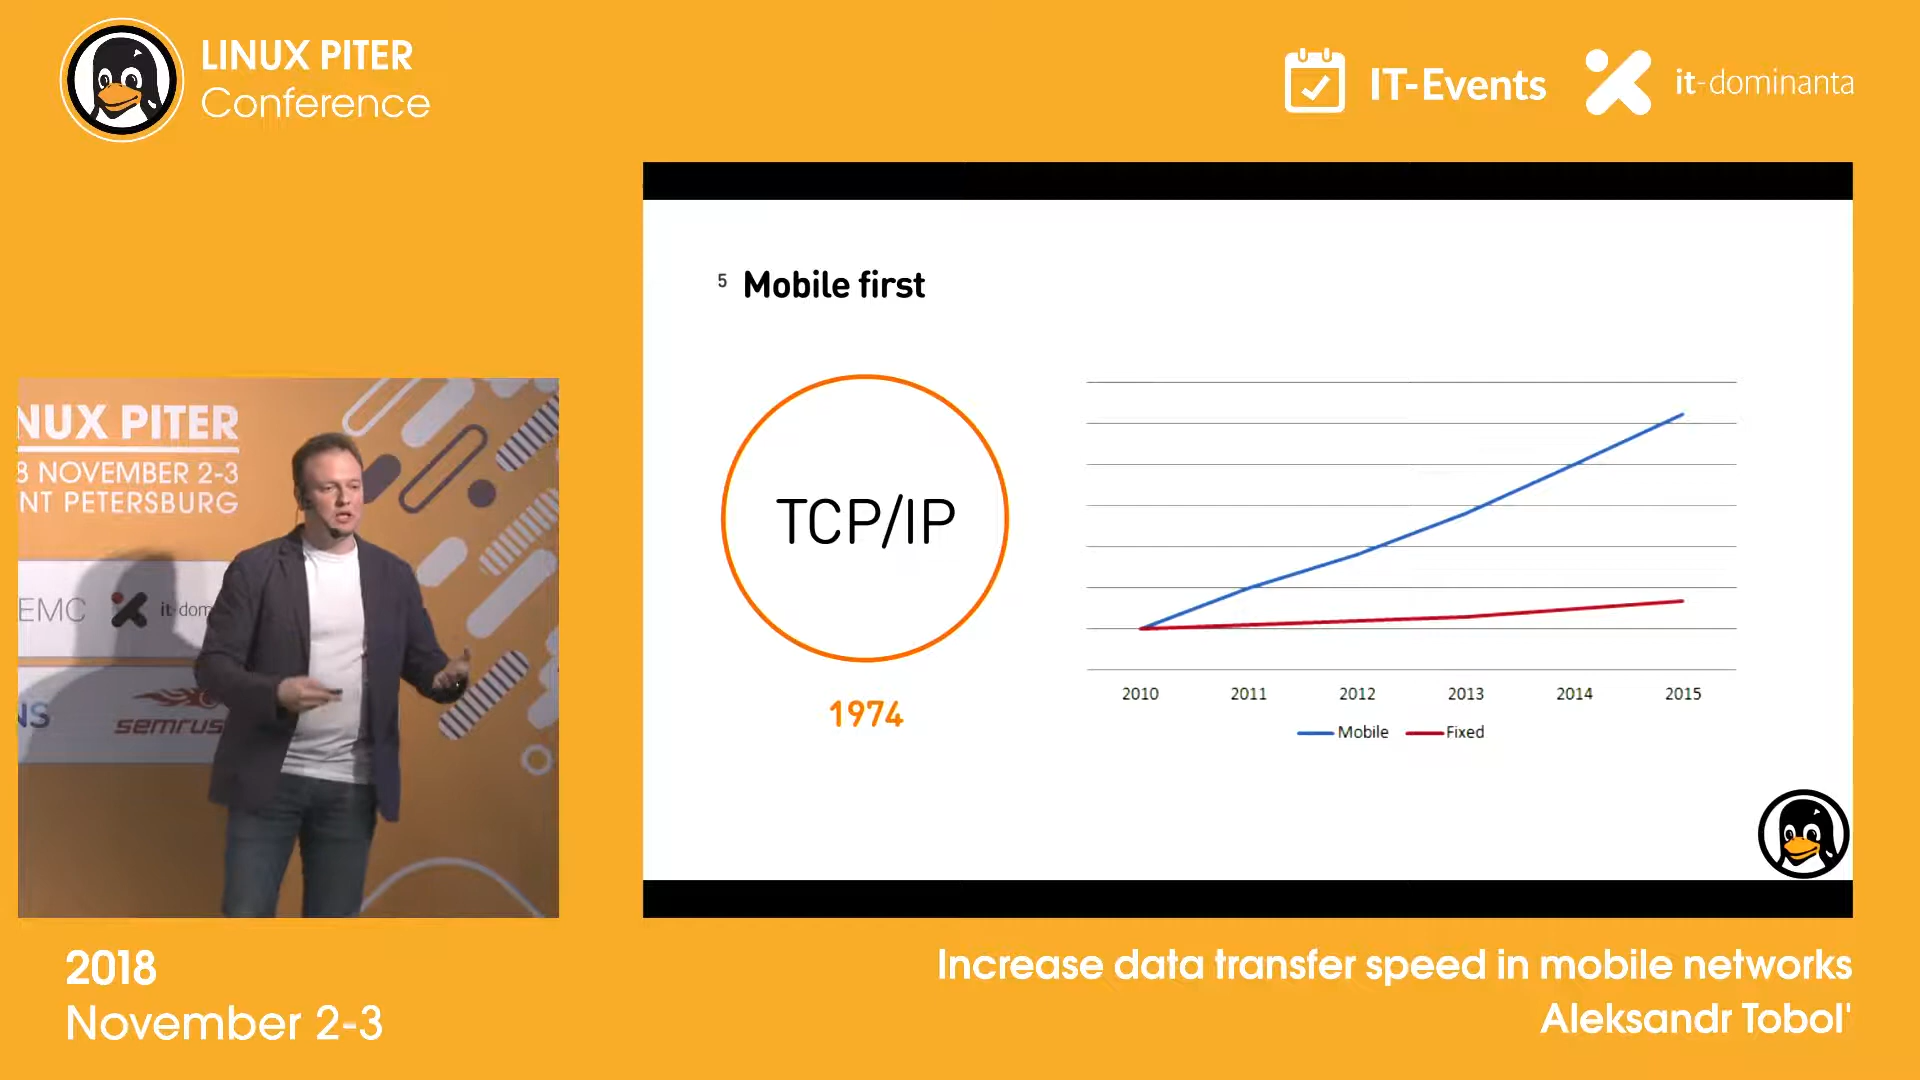 LINUX PITER
Conference
IT-Events
it-dominanta
5 Mobile first
TCP/IP
1974
2010 2011 2012 2013 2014 2015
Mobile Fixed
NUX PITER
8 NOVEMBER 2-3
NT PETERSBURG
EMC
it-dom
NS
semrus
2018
November 2-3
Increase data transfer speed in mobile networks
Aleksandr Tobol'